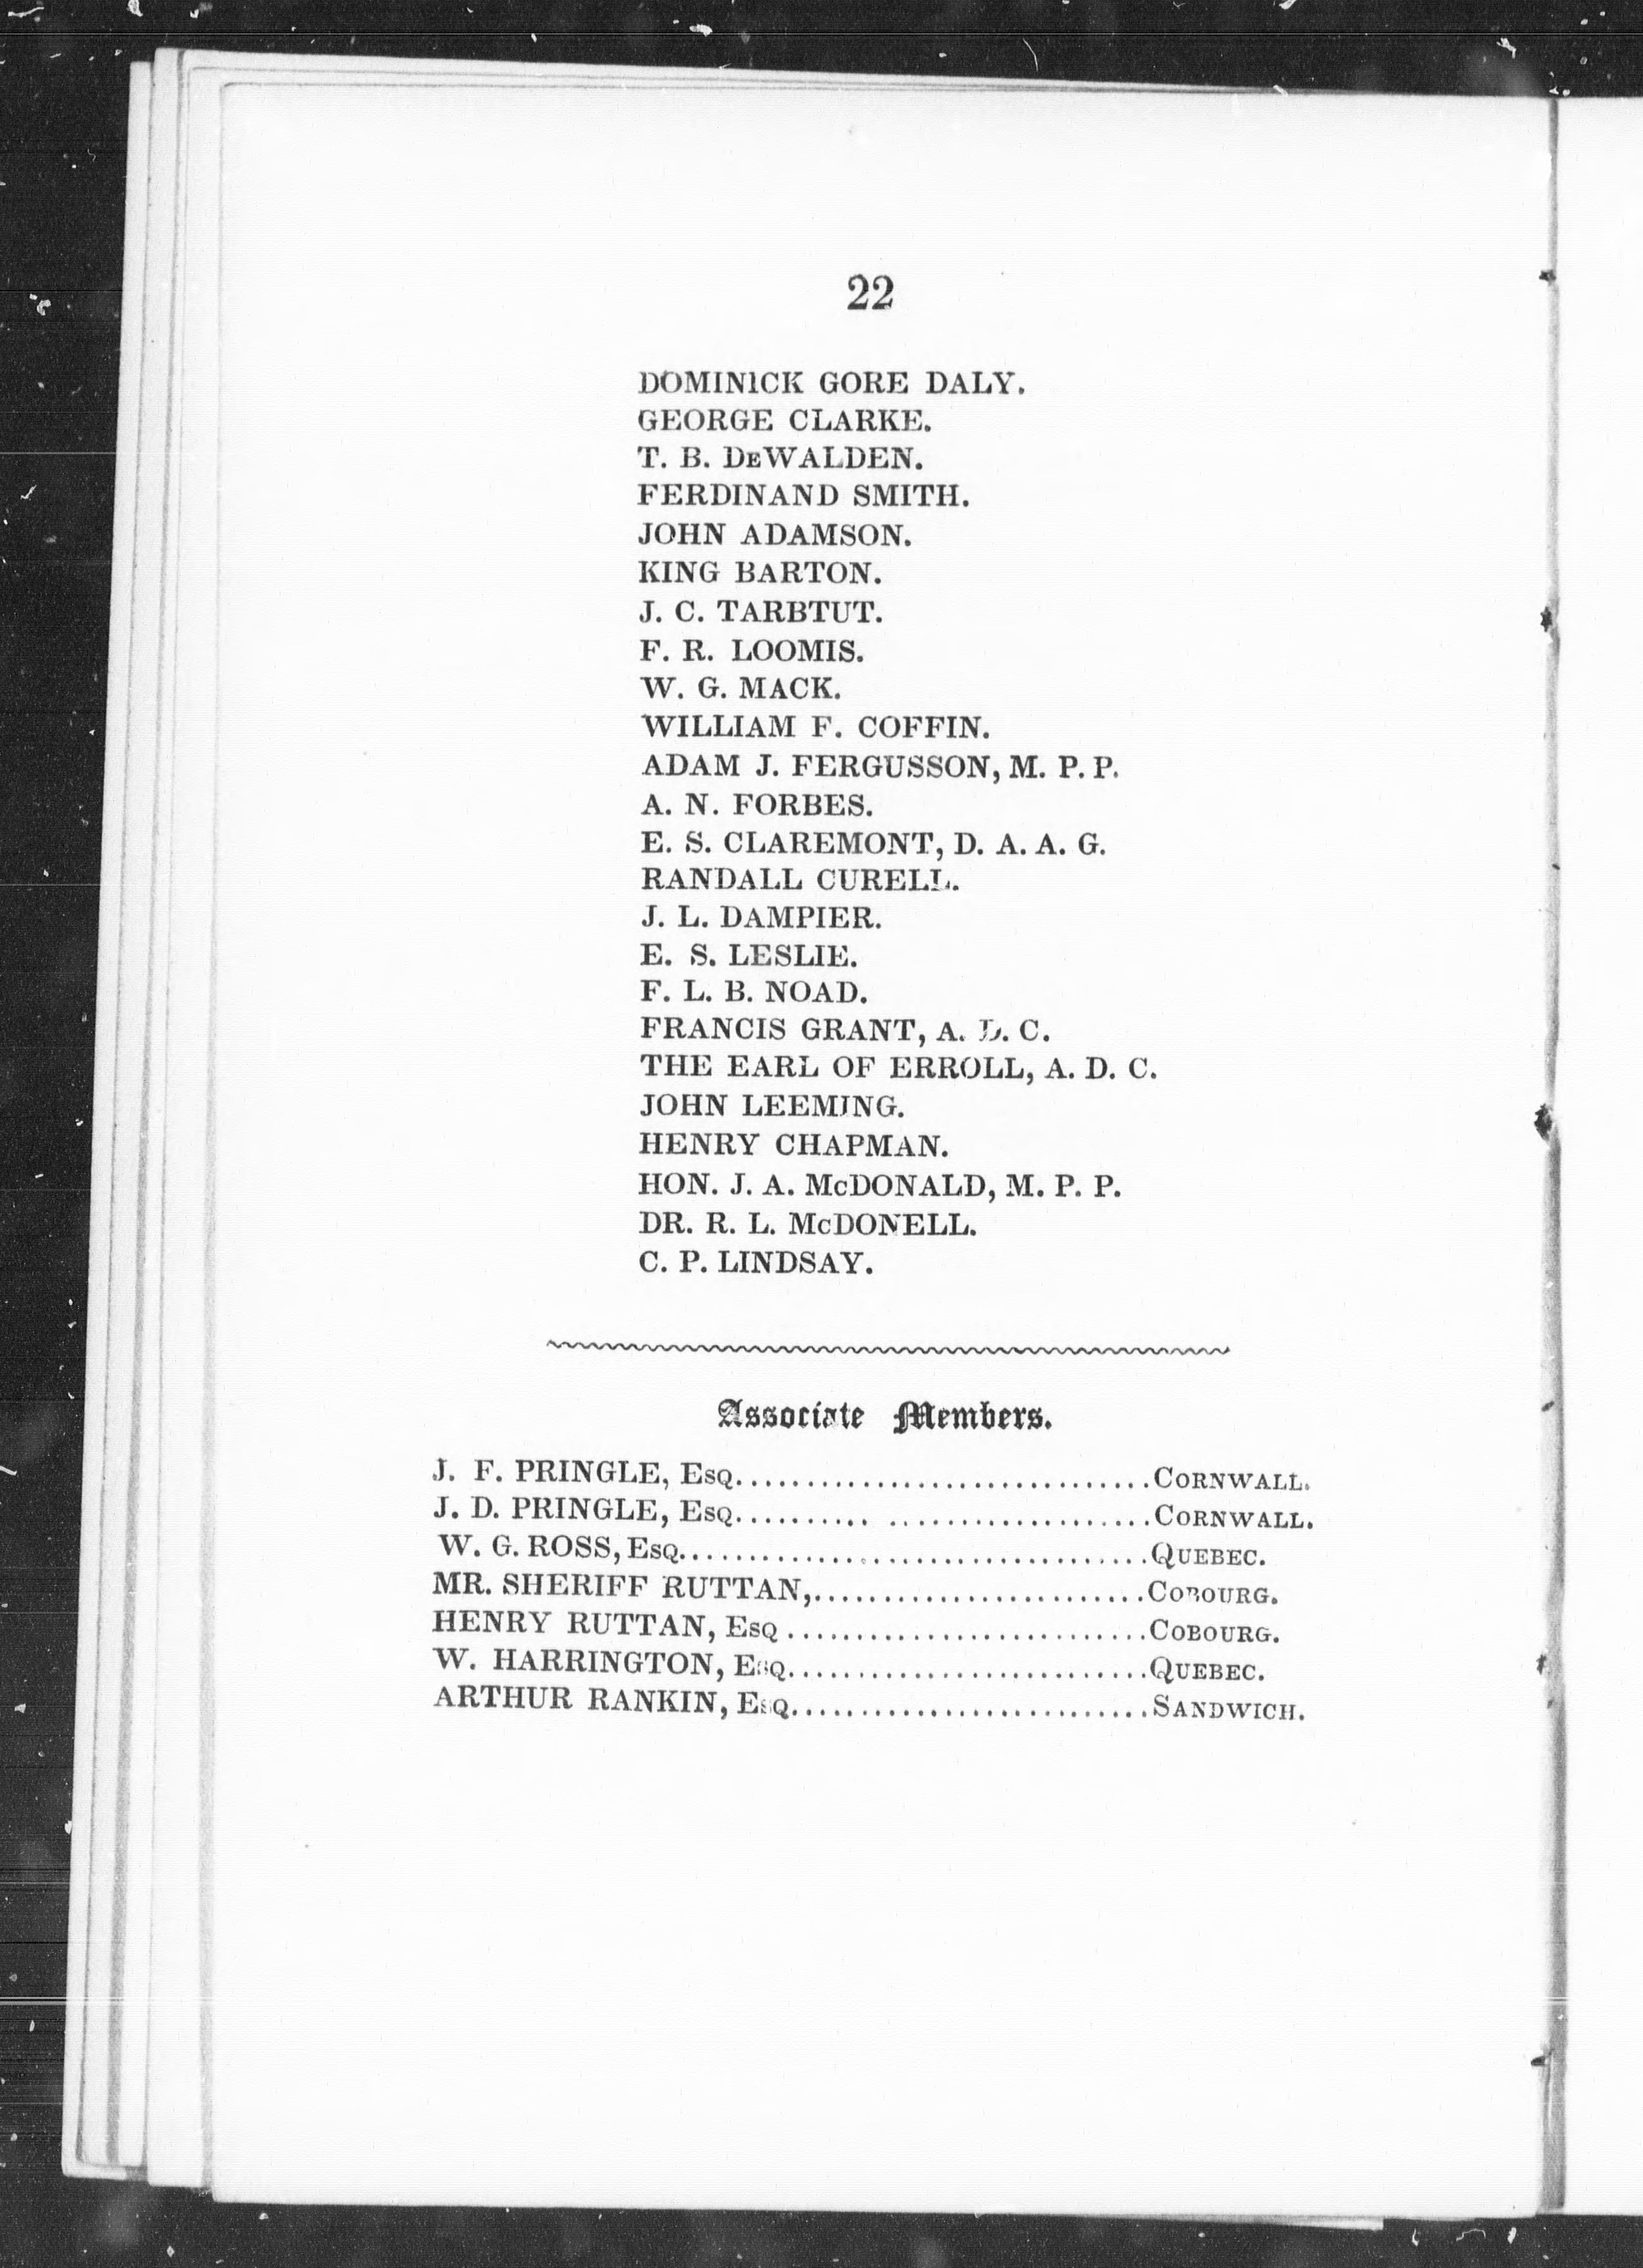 22
DOMINICK GORE DALY.
GEORGE CLARKE.
T. B. DeWALDEN.
FERDINAND SMITH.
JOHN ADAMSON.
KING BARTON.
J. C. TARBTUT.
F. R. LOOMIS.
W. G. MACK.
WILLIAM F. COFFIN.
ADAM J. FERGUSSON, M. P. P.
A. N. FORBES.
E. S. CLAREMONT, D. A. A. G.
RANDALL CURELL.
J. L. DAMPIER.
E. S. LESLIE.
F. L. B. NOAD.
FRANCIS GRANT, A. D. C.
THE EARL OF ERROLL, A. D. C.
JOHN LEEMING.
HENRY CHAPMAN.
HON. J. A. McDONALD, M. P. P.
DR. R. L. McDONELL.
C. P. LINDSAY.
Associate Members.
J. F. PRINGLE, Esq..............................Cornwall.
J. D. PRINGLE, Esq.......... ...................Cornwall.
W. G. ROSS, Esq..................................Quebec.
MR. SHERIFF RUTTAN,........................Cobourg.
HENRY RUTTAN, Esq ..........................Cobourg.
W. HARRINGTON, Esq..........................Quebec.
ARTHUR RANKIN, Esq..........................Sandwich.